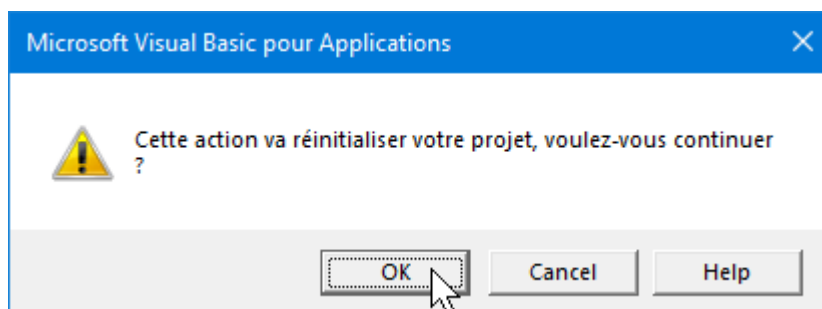 Microsoft Visual Basic pour Applications
Cette action va réinitialiser votre projet, voulez-vous continuer
?
OK Cancel Help